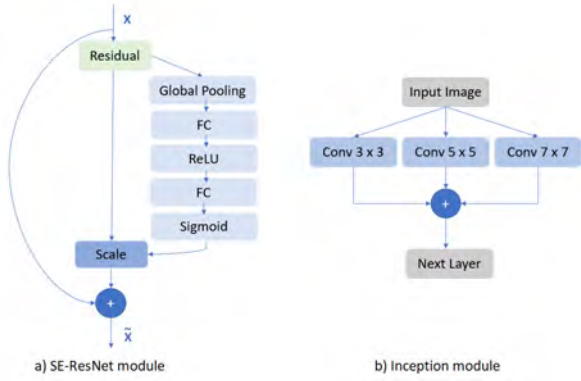 X
Residual
Global Pooling
FC
ReLU
FC
Sigmoid
Scale
+
X̃
a) SE-ResNet module
Input Image
Conv 3 x 3
Conv 5 x 5
Conv 7 x 7
+
Next Layer
b) Inception module